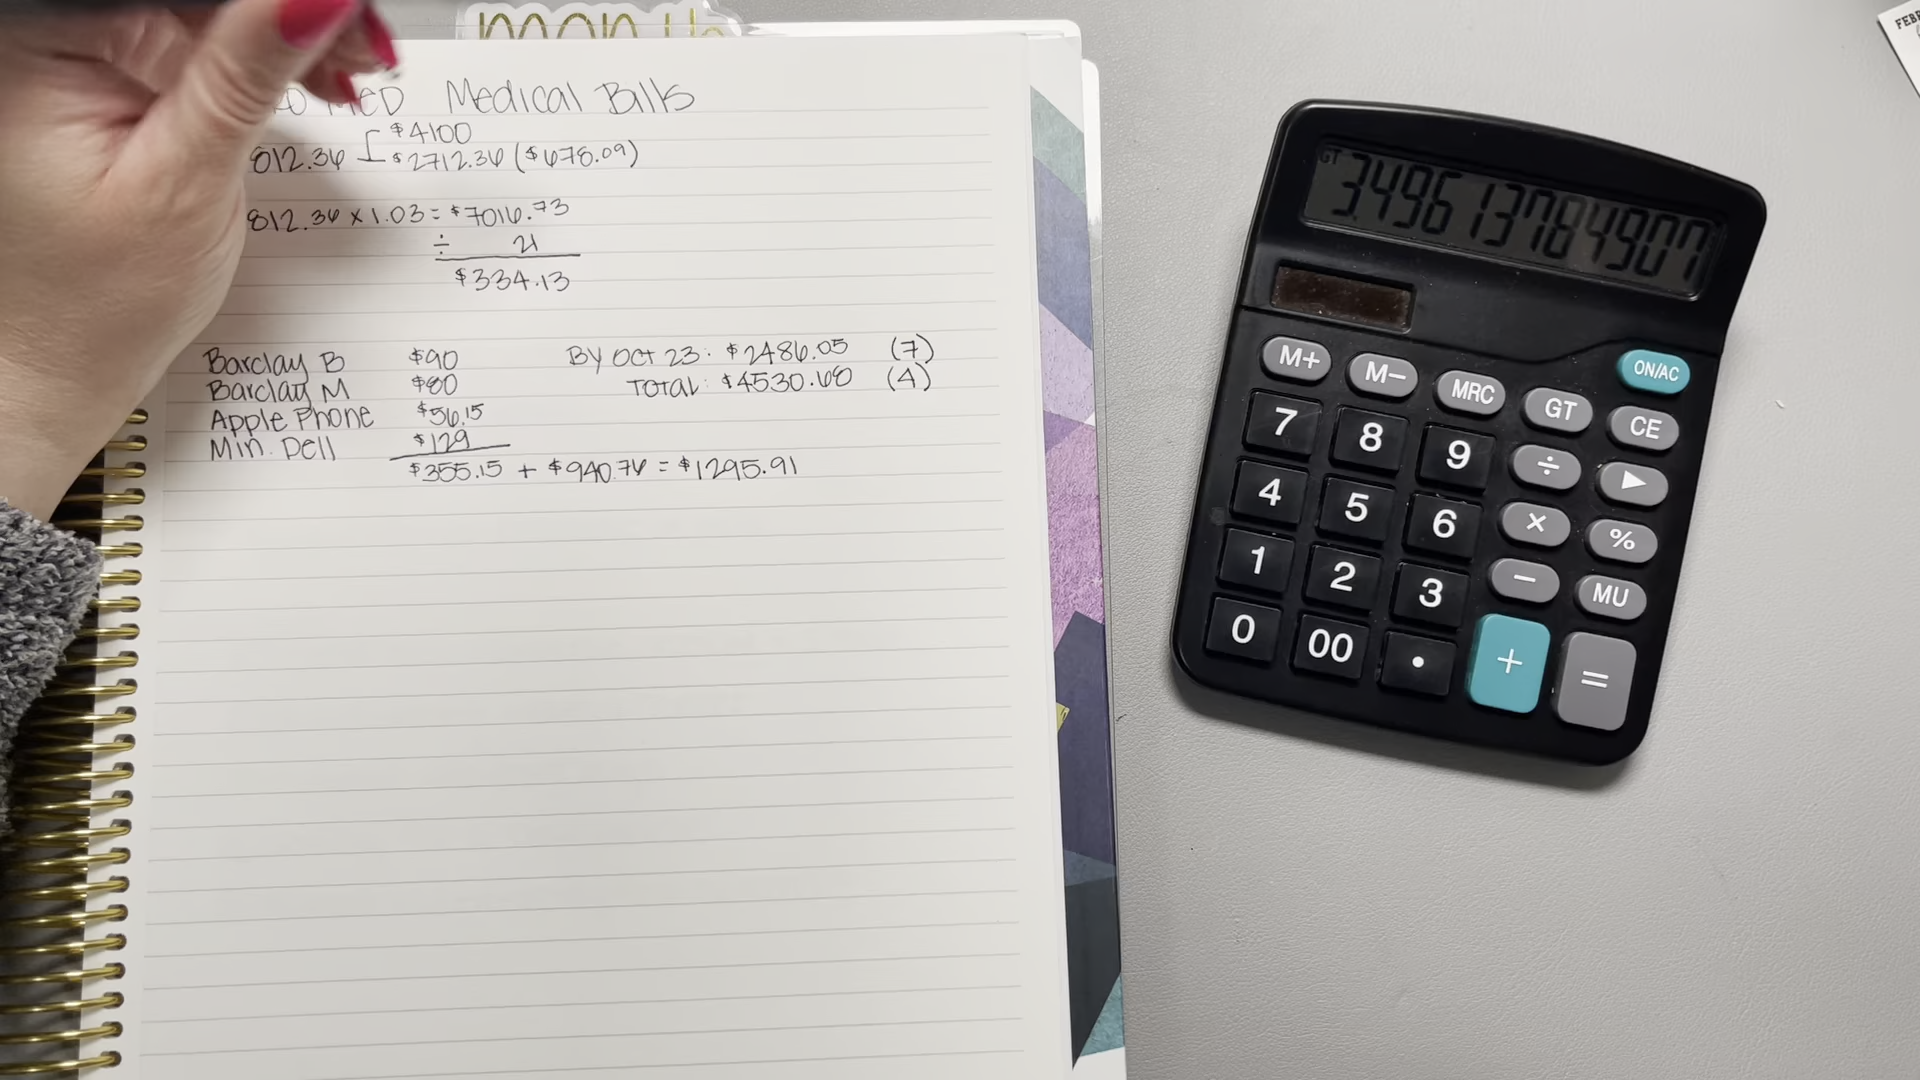 MED Medical Bills
$4100
812.36 $2712.36 ($678.09)
812.36 x 1.03 = $7016.73
÷ 21
$334.13
Barclay B $90 By Oct 23: $2486.05 (7)
Barclay M $80 Total: $4530.68 (4)
Apple Phone $56.15
Min. Dell $129
$355.15 + $940.76 = $1295.91
GT
3.49613784907
M+ M- MRC GT ON/AC
7 8 9 ÷ CE
4 5 6 × ▶
1 2 3 − %
0 00 . + = MU